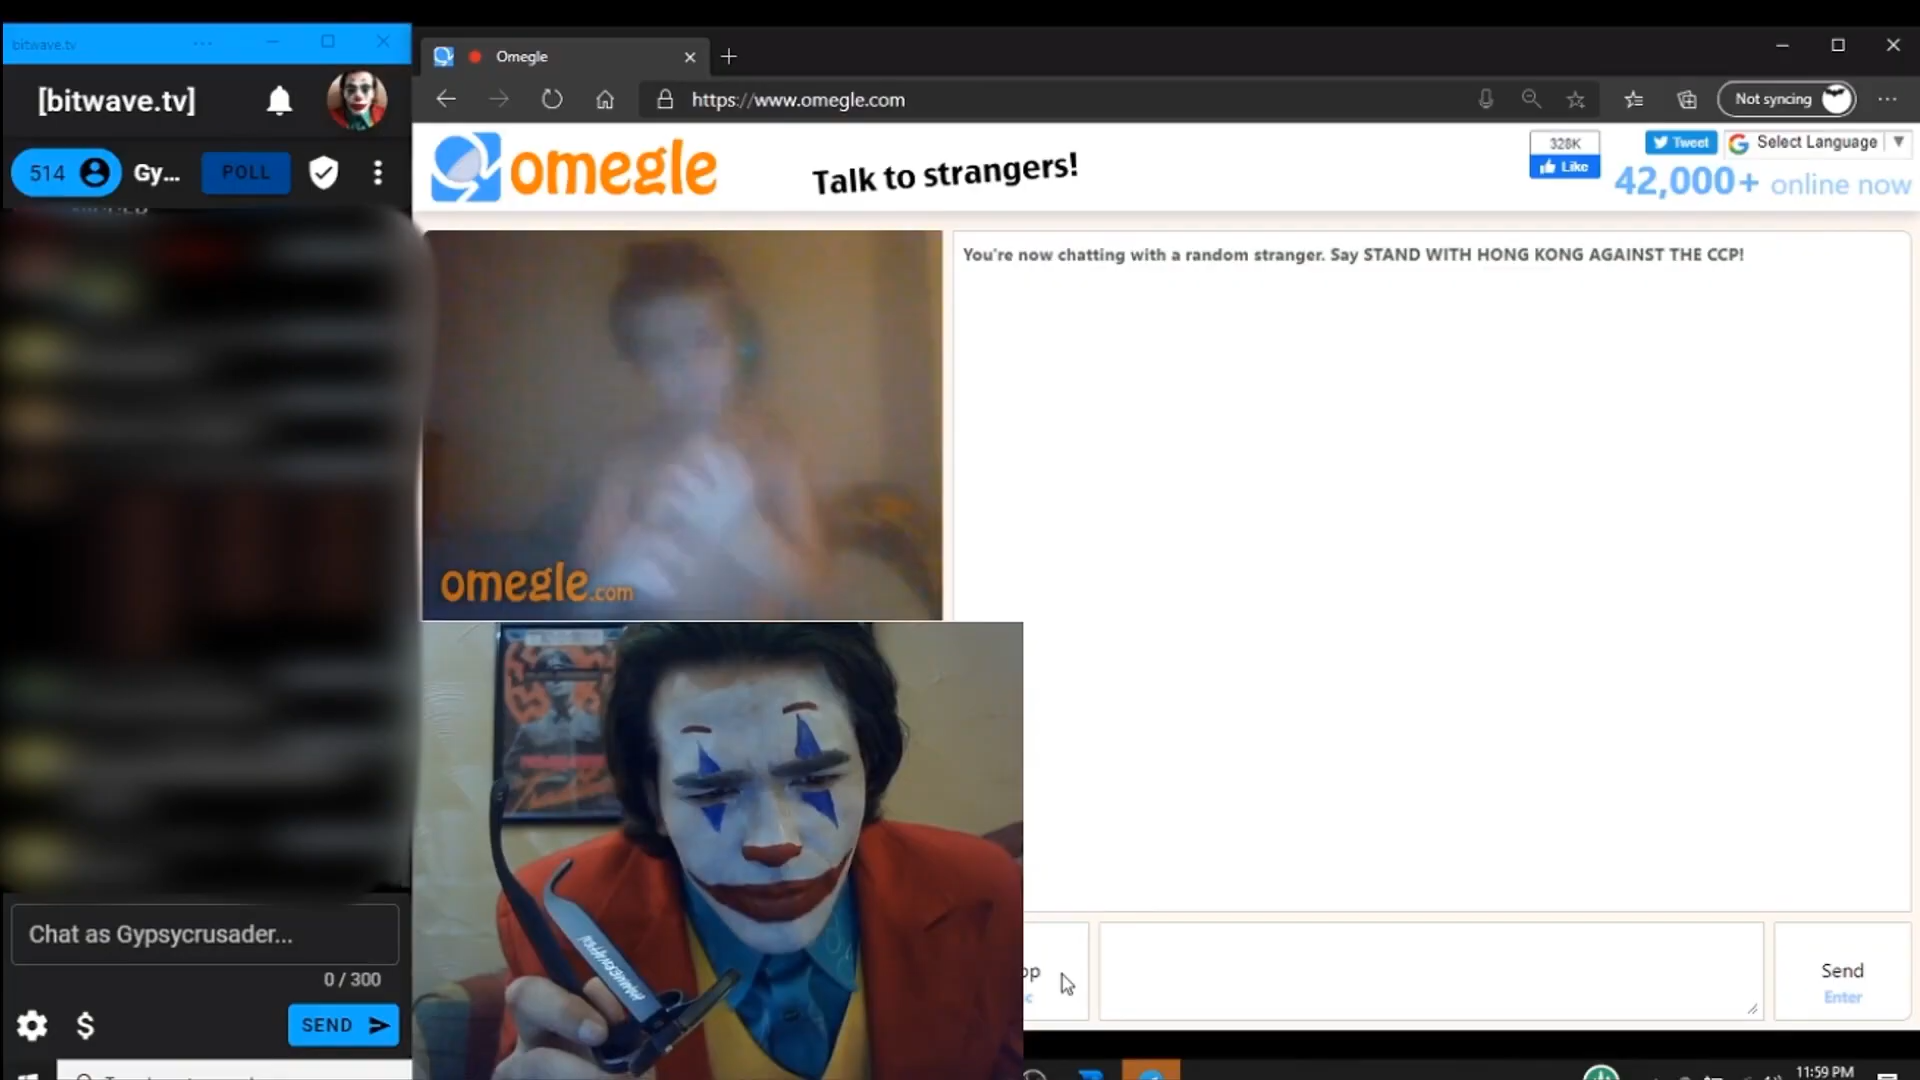 bitwave.tv
[bitwave.tv]
514
Gy...
POLL
Chat as Gypsycrusader...
0 / 300
SEND
Omegle
https://www.omegle.com
Not syncing
omegle
Talk to strangers!
328K
Like
Tweet
Select Language
42,000+ online now
You're now chatting with a random stranger. Say STAND WITH HONG KONG AGAINST THE CCP!
omegle.com
Send
Enter
11:59 PM